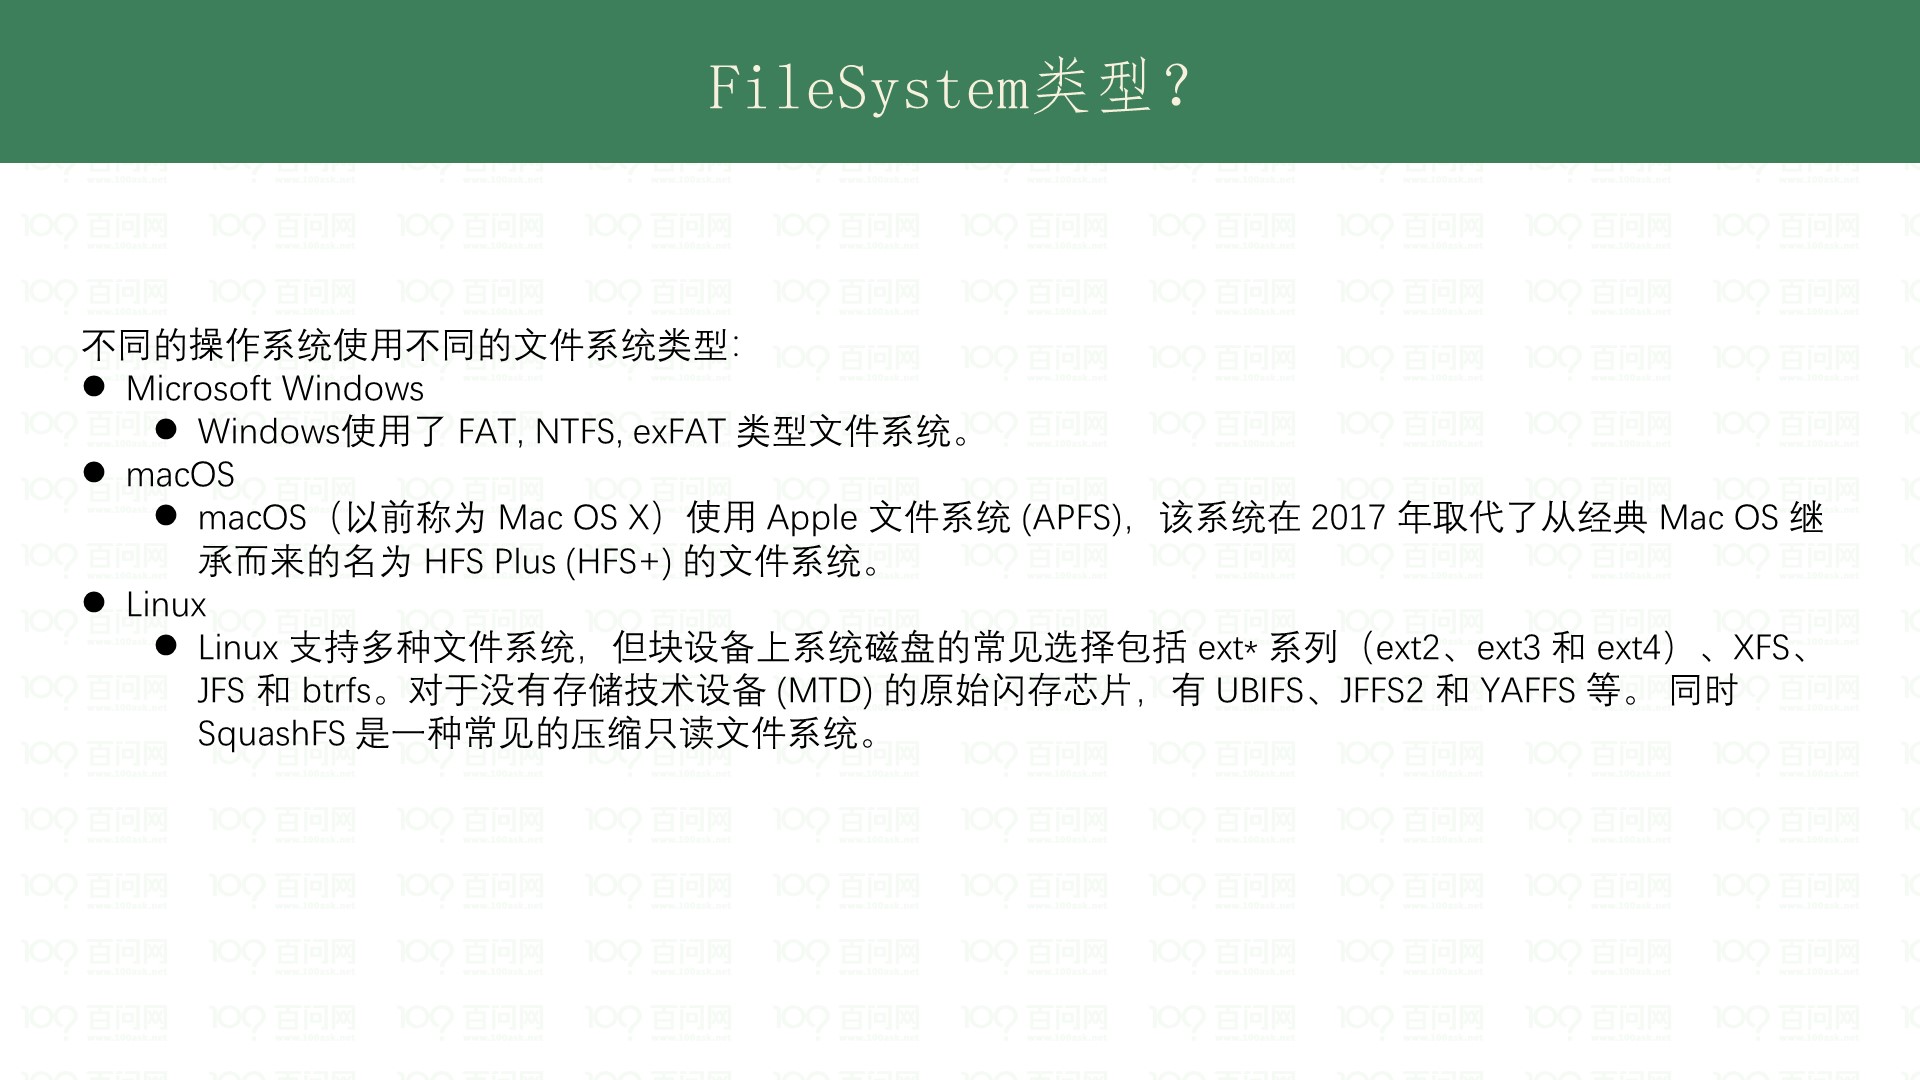 FileSystem类型？
不同的操作系统使用不同的文件系统类型：
● Microsoft Windows
● Windows使用了 FAT, NTFS, exFAT 类型文件系统。
● macOS
● macOS（以前称为 Mac OS X）使用 Apple 文件系统 (APFS)，该系统在 2017 年取代了从经典 Mac OS 继
承而来的名为 HFS Plus (HFS+) 的文件系统。
● Linux
● Linux 支持多种文件系统，但块设备上系统磁盘的常见选择包括 ext* 系列（ext2、ext3 和 ext4）、XFS、
JFS 和 btrfs。对于没有存储技术设备 (MTD) 的原始闪存芯片，有 UBIFS、JFFS2 和 YAFFS 等。 同时
SquashFS 是一种常见的压缩只读文件系统。
百问网
www.100ask.net